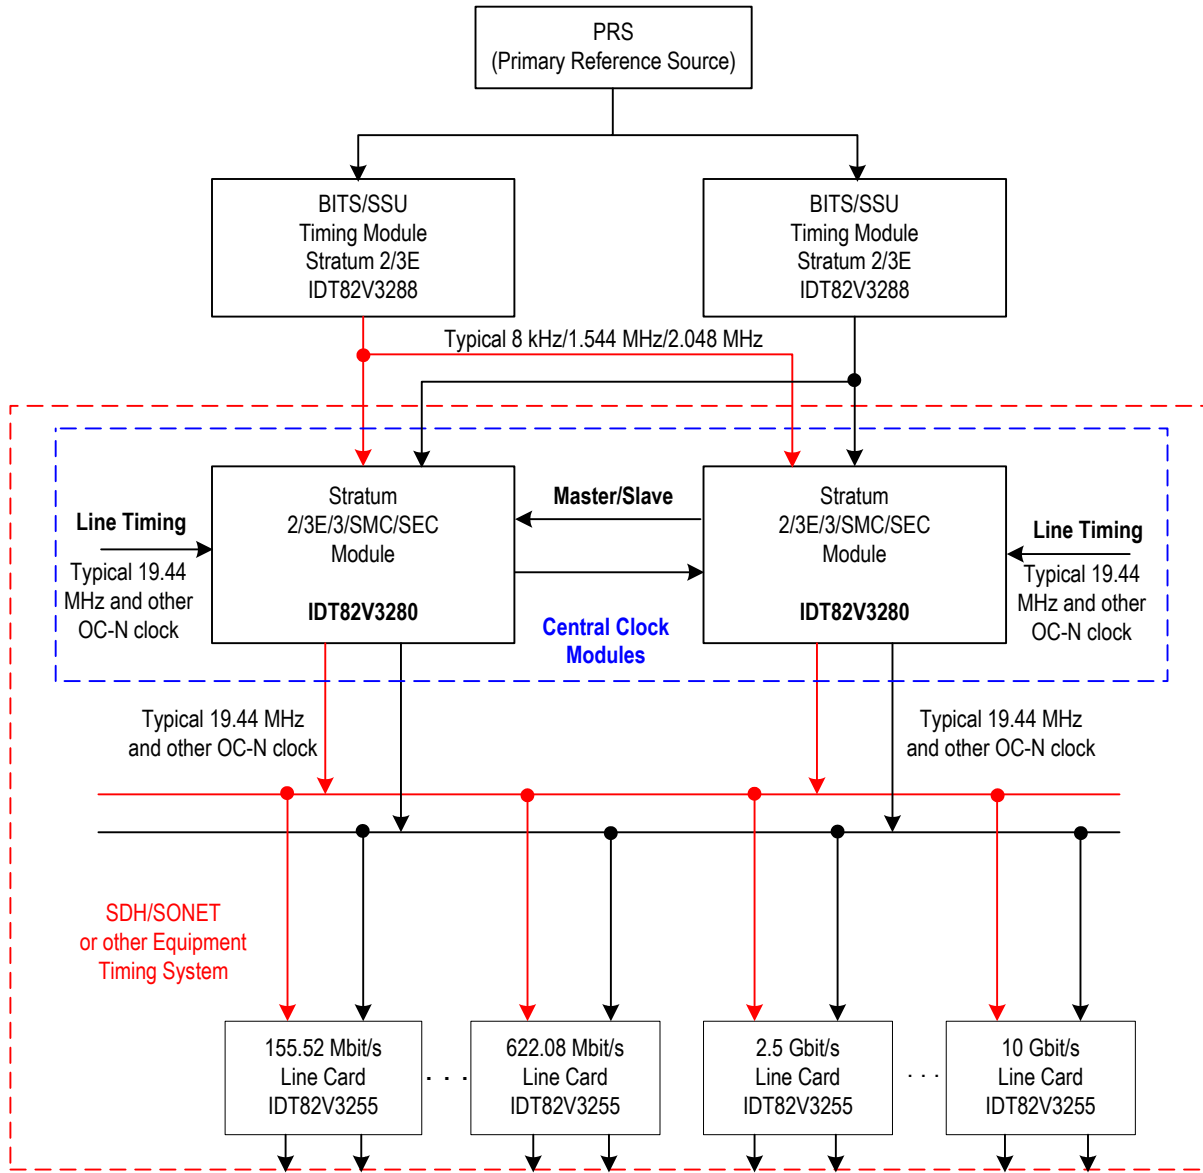 PRS
(Primary Reference Source)
BITS/SSU
Timing Module
Stratum 2/3E
IDT82V3288
BITS/SSU
Timing Module
Stratum 2/3E
IDT82V3288
Typical 8 kHz/1.544 MHz/2.048 MHz
Line Timing
Typical 19.44
MHz and other
OC-N clock
Stratum
2/3E/3/SMC/SEC
Module
IDT82V3280
Master/Slave
Central Clock
Modules
Stratum
2/3E/3/SMC/SEC
Module
IDT82V3280
Line Timing
Typical 19.44
MHz and other
OC-N clock
Typical 19.44 MHz
and other OC-N clock
Typical 19.44 MHz
and other OC-N clock
SDH/SONET
or other Equipment
Timing System
155.52 Mbit/s
Line Card
IDT82V3255
. . .
622.08 Mbit/s
Line Card
IDT82V3255
2.5 Gbit/s
Line Card
IDT82V3255
. . .
10 Gbit/s
Line Card
IDT82V3255